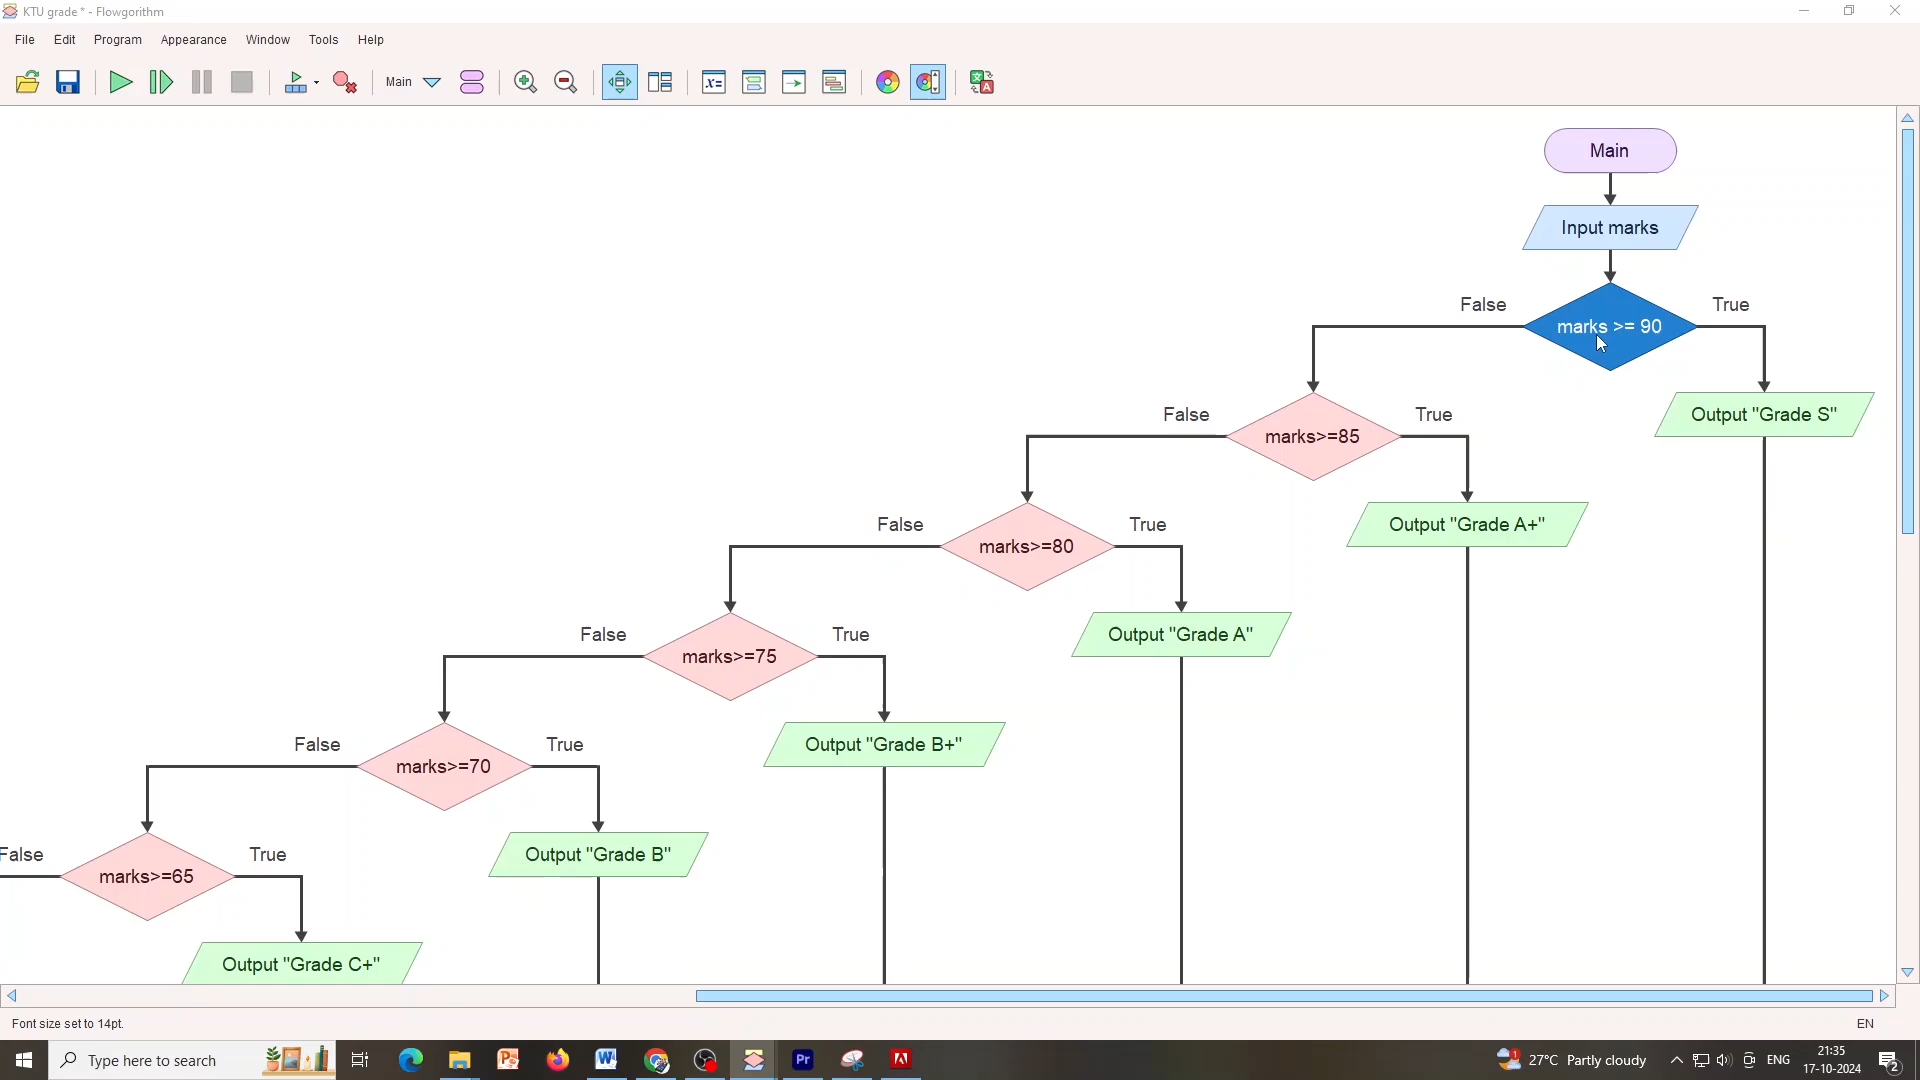 KTU grade * - Flowgorithm
File Edit Program Appearance Window Tools Help
Main
Main
Input marks
False True
marks >= 90
False True
Output "Grade S"
marks>=85
False True
Output "Grade A+"
marks>=80
False True
Output "Grade A"
marks>=75
False True
Output "Grade B+"
marks>=70
False True
Output "Grade B"
marks>=65
Output "Grade C+"
Font size set to 14pt.
EN
Type here to search
27°C Partly cloudy
ENG
21:35
17-10-2024
2